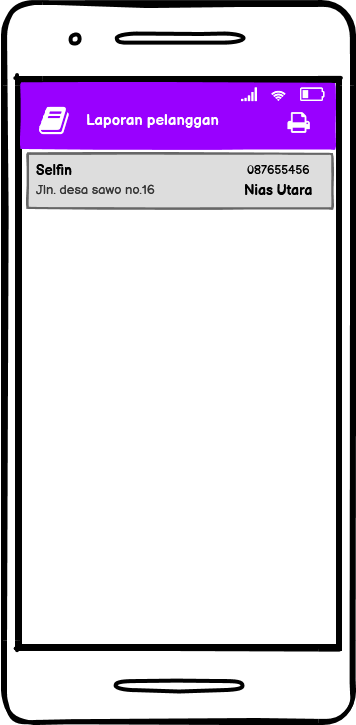 Laporan pelanggan
Selfin 087655456
Jln. desa sawo no.16 Nias Utara